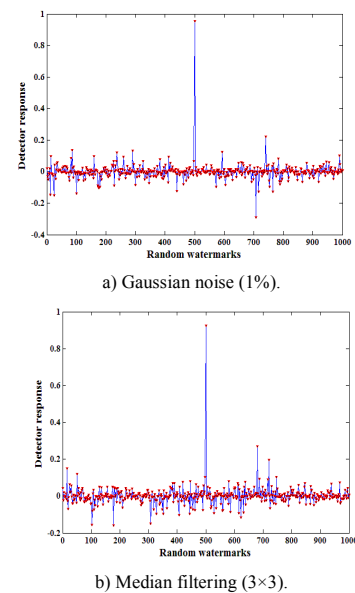 1
0.8
0.6
0.4
0.2
0
-0.2
-0.4
Detector response
0 100 200 300 400 500 600 700 800 900 1000
Random watermarks
a) Gaussian noise (1%).
1
0.8
0.6
0.4
0.2
0
-0.2
Detector response
0 100 200 300 400 500 600 700 800 900 1000
Random watermarks
b) Median filtering (3×3).